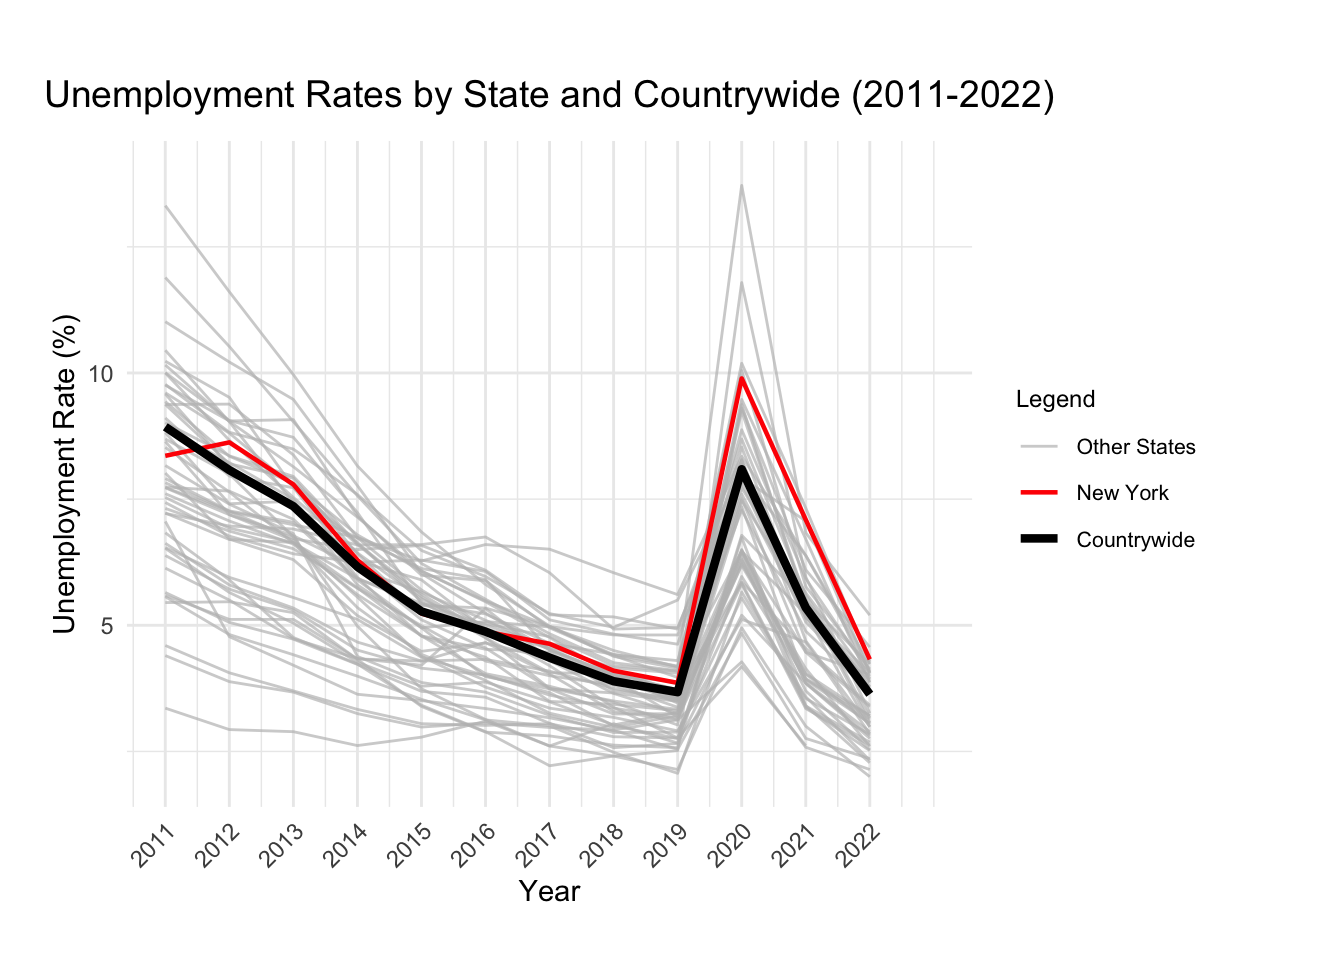 Unemployment Rates by State and Countrywide (2011-2022)
Unemployment Rate (%)
10
5
2011
2012
2013
2014
2015
2016
2017
2018
2019
2020
2021
2022
Year
Legend
Other States
New York
Countrywide